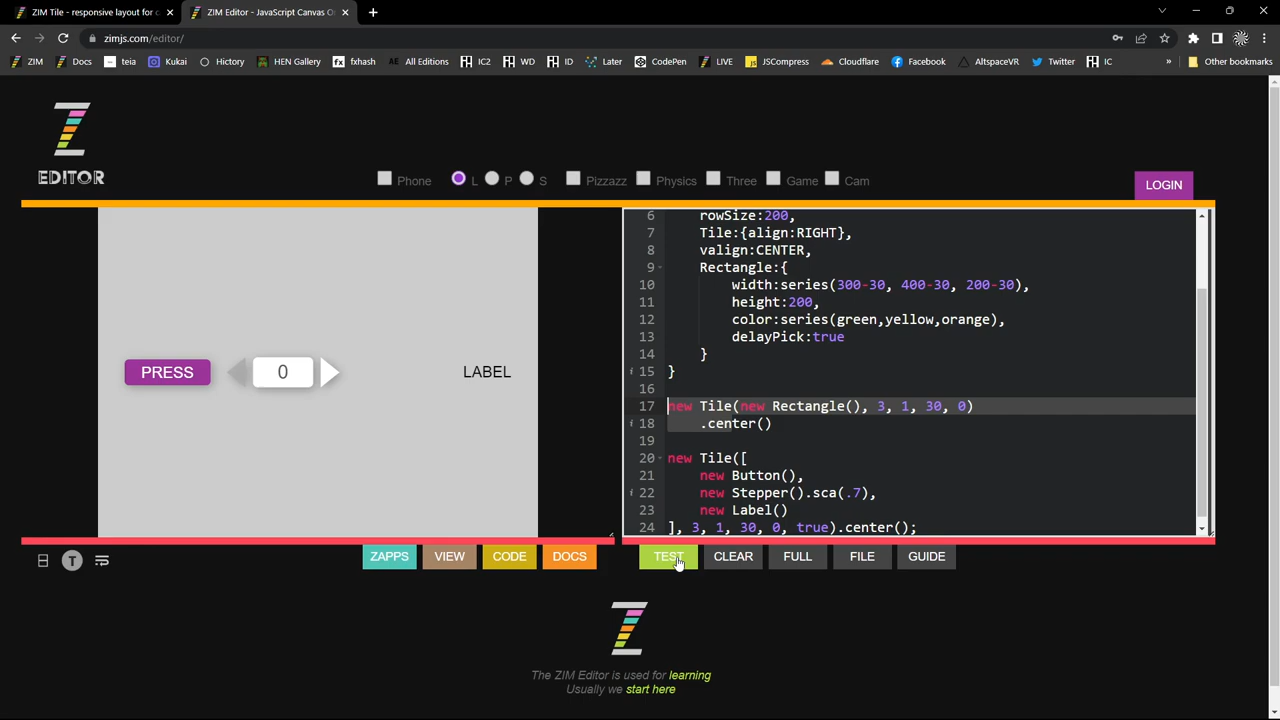 ZIM Tile - responsive layout for c
ZIM Editor - JavaScript Canvas O
zimjs.com/editor/
ZIM
Docs
teia
Kukai
Hictory
HEN Gallery
fxhash
All Editions
IC2
WD
ID
Later
CodePen
LIVE
JSCompress
Cloudflare
Facebook
AltspaceVR
Twitter
IC
»
Other bookmarks
EDITOR
Phone
L
P
S
Pizzazz
Physics
Three
Game
Cam
LOGIN
PRESS
0
LABEL
6 rowSize:200,
7 Tile:{align:RIGHT},
8 valign:CENTER,
9 Rectangle:{
10 width:series(300-30, 400-30, 200-30),
11 height:200,
12 color:series(green,yellow,orange),
13 delayPick:true
14 }
15 }
16
17 new Tile(new Rectangle(), 3, 1, 30, 0)
18 .center()
19
20 new Tile([
21 new Button(),
22 new Stepper().sca(.7),
23 new Label()
24 ], 3, 1, 30, 0, true).center();
T
ZAPPS
VIEW
CODE
DOCS
TEST
CLEAR
FULL
FILE
GUIDE
The ZIM Editor is used for learning
Usually we start here